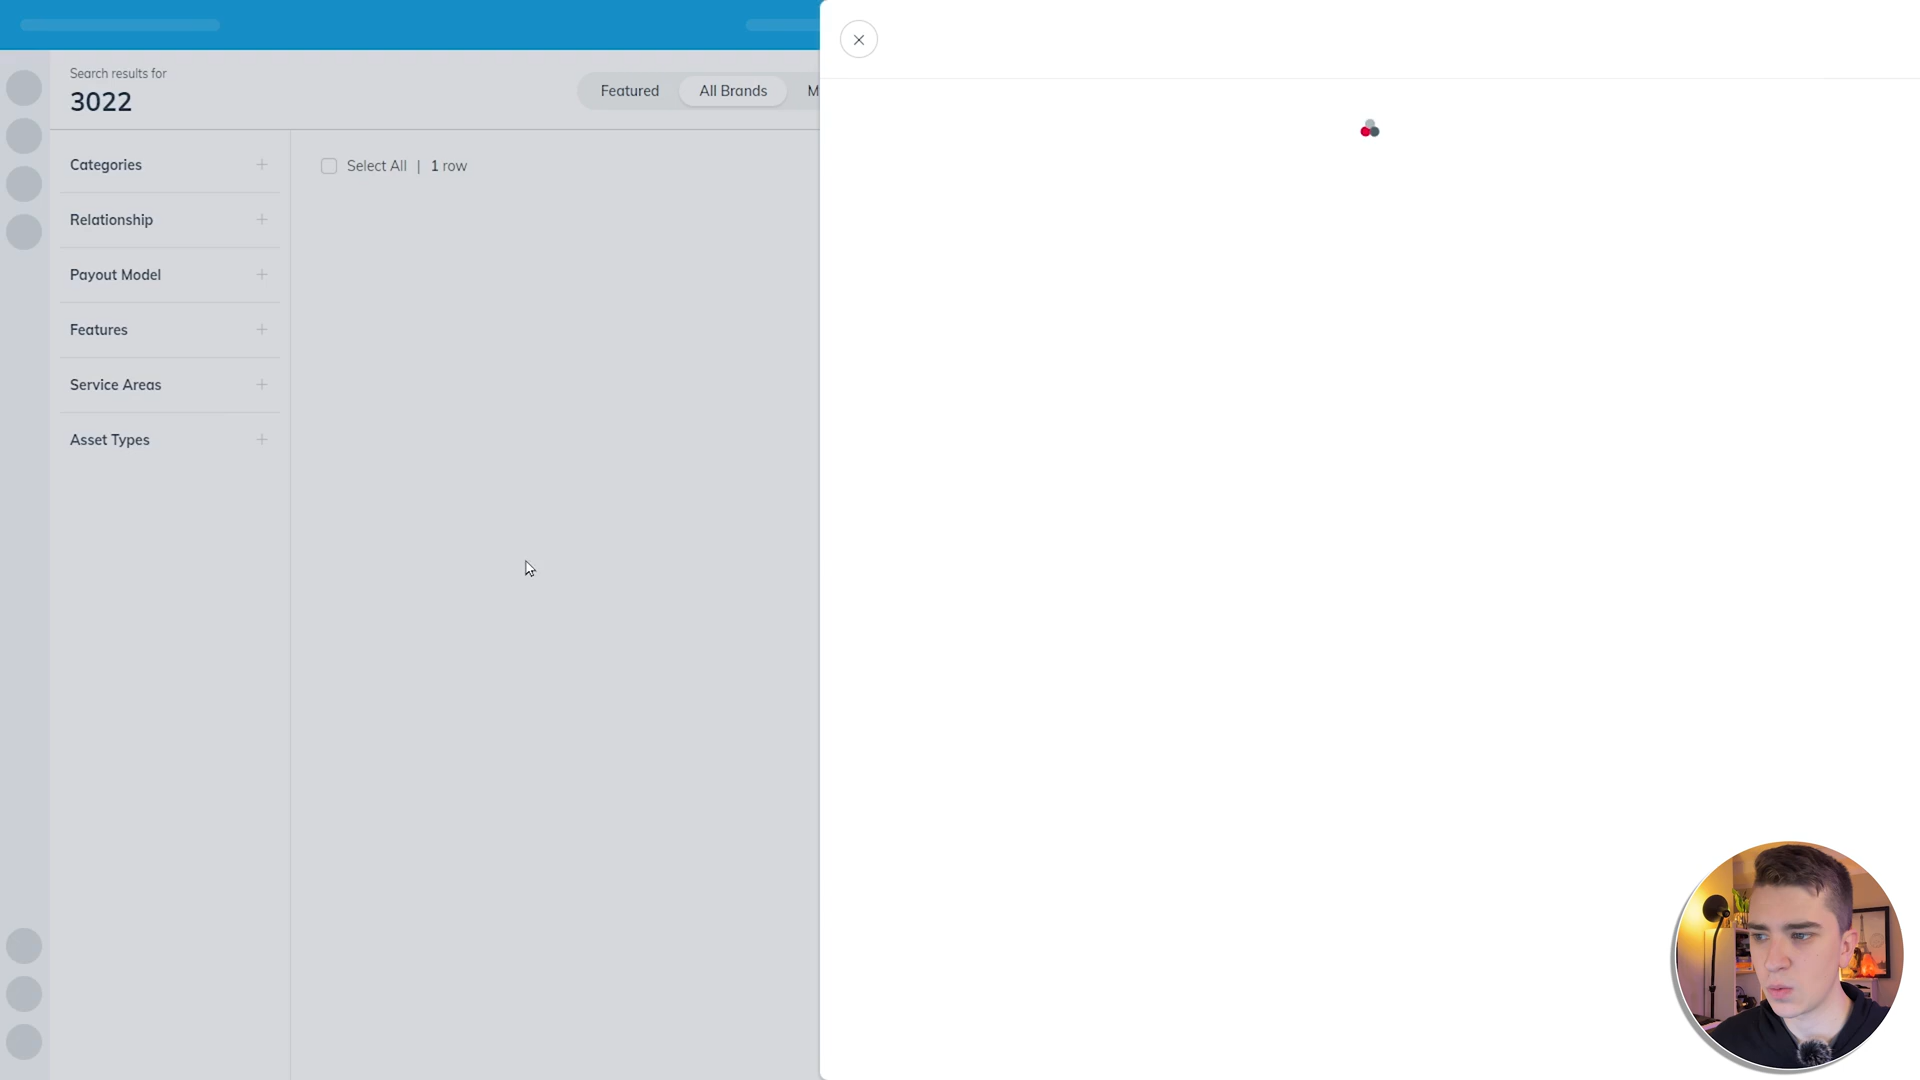 Search results for
3022
Featured
All Brands
M
Categories
Relationship
Payout Model
Features
Service Areas
Asset Types
Select All | 1 row